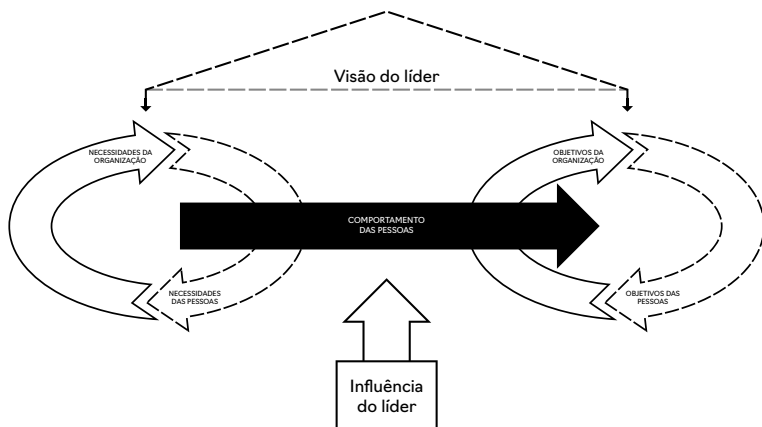 Visão do líder
NECESSIDADES DA
ORGANIZAÇÃO
OBJETIVOS DA
ORGANIZAÇÃO
COMPORTAMENTO
DAS PESSOAS
NECESSIDADES
DAS PESSOAS
OBJETIVOS DAS
PESSOAS
Influência
do líder